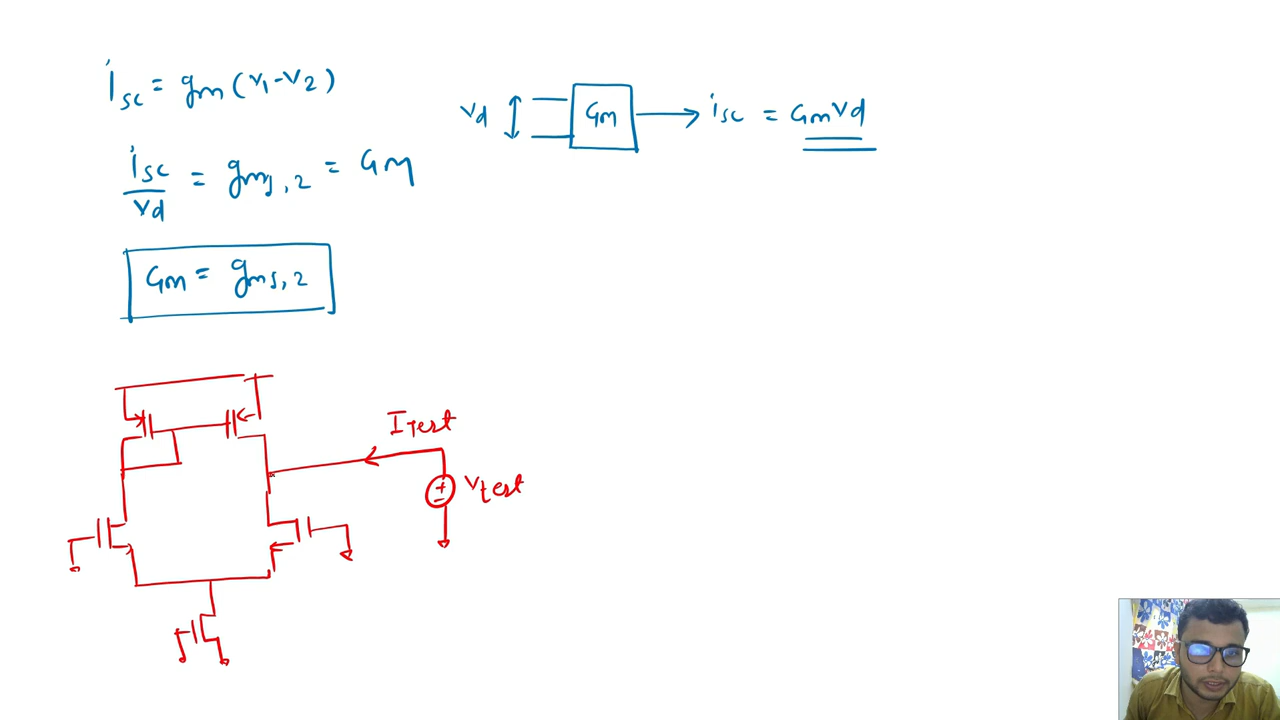 isc = gm (v1-v2)
vd Gm isc = Gmvd
isc/vd = gm1,2 = Gm
Gm = gm1,2
ITest
+ - Vtest